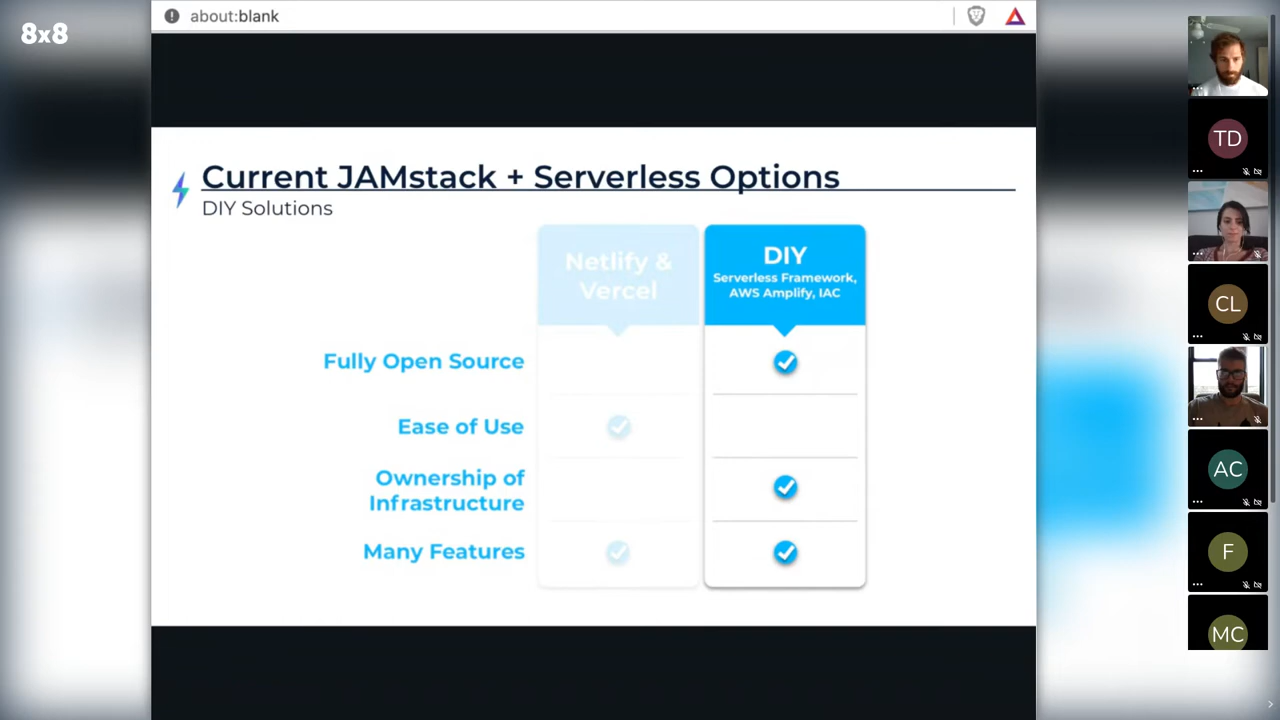 8x8
about:blank
Current JAMstack + Serverless Options
DIY Solutions
Netlify &
Vercel
DIY
Serverless Framework,
AWS Amplify, IAC
Fully Open Source
Ease of Use
Ownership of
Infrastructure
Many Features
TD
CL
AC
F
MC